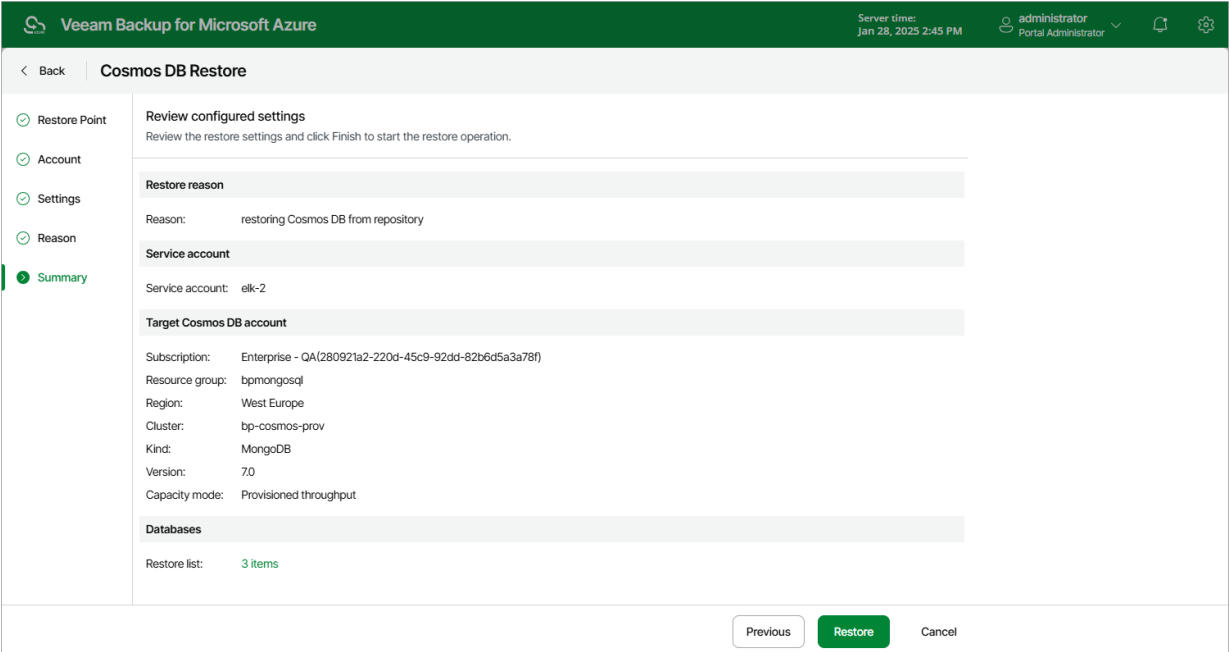 Veeam Backup for Microsoft Azure
Server time:
Jan 28, 2025 2:45 PM
administrator
Portal Administrator
Back
Cosmos DB Restore
Restore Point
Account
Settings
Reason
Summary
Review configured settings
Review the restore settings and click Finish to start the restore operation.
Restore reason
Reason: restoring Cosmos DB from repository
Service account
Service account: elk-2
Target Cosmos DB account
Subscription: Enterprise - QA(280921a2-220d-45c9-92dd-82b6d5a3a78f)
Resource group: bpmongosql
Region: West Europe
Cluster: bp-cosmos-prov
Kind: MongoDB
Version: 7.0
Capacity mode: Provisioned throughput
Databases
Restore list: 3 items
Previous Restore Cancel